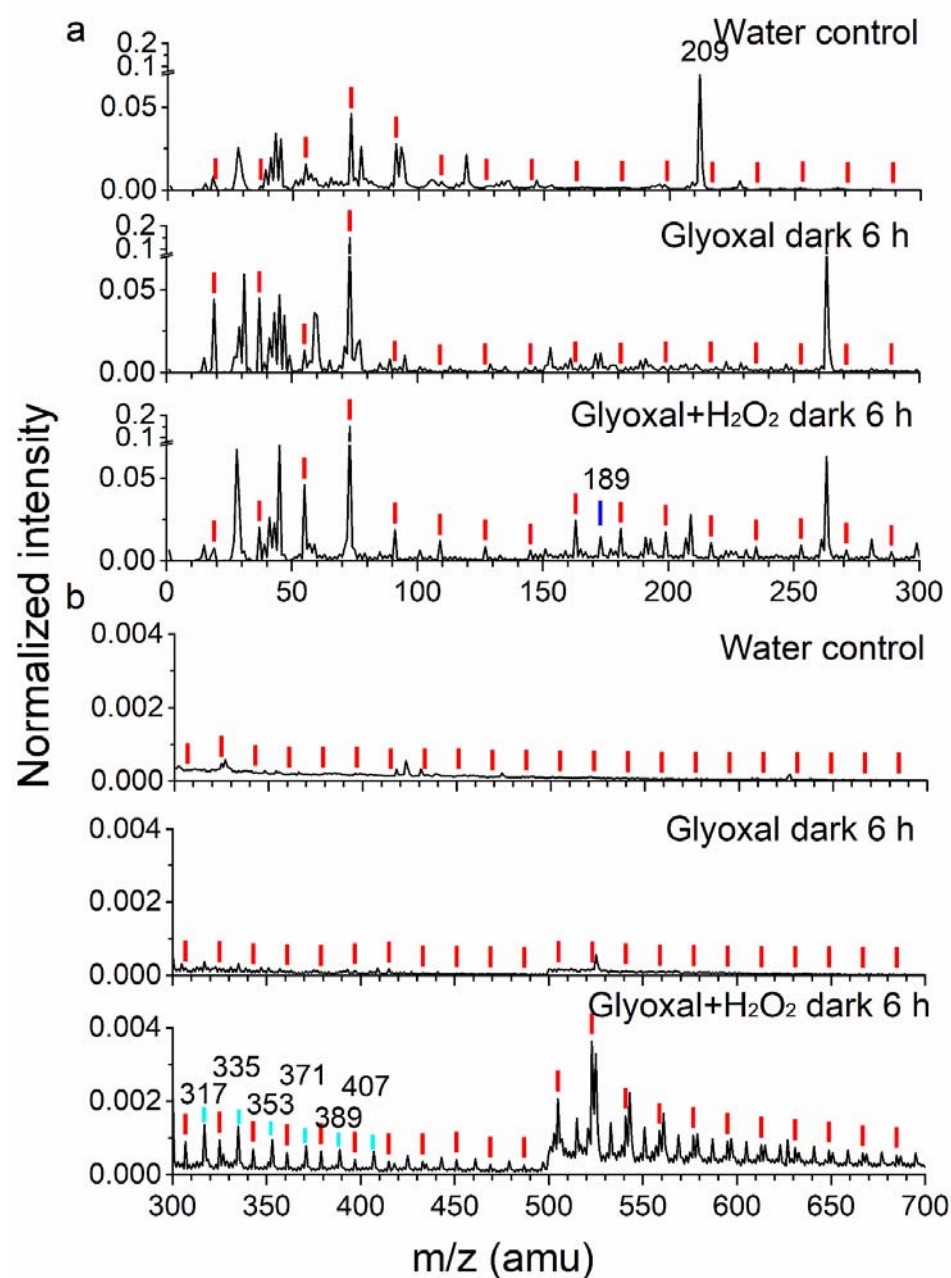 a
Water control
0.2
0.1
209
0.05
0.00
Glyoxal dark 6 h
0.2
0.1
0.05
0.00
Glyoxal+H₂O₂ dark 6 h
0.2
0.1
0.05
189
0.00
0 50 100 150 200 250 300
b
Water control
0.004
0.002
0.000
Glyoxal dark 6 h
0.004
0.002
0.000
Glyoxal+H₂O₂ dark 6 h
0.004
335 371 407
317 353 389
0.002
0.000
300 350 400 450 500 550 600 650 700
m/z (amu)
Normalized intensity